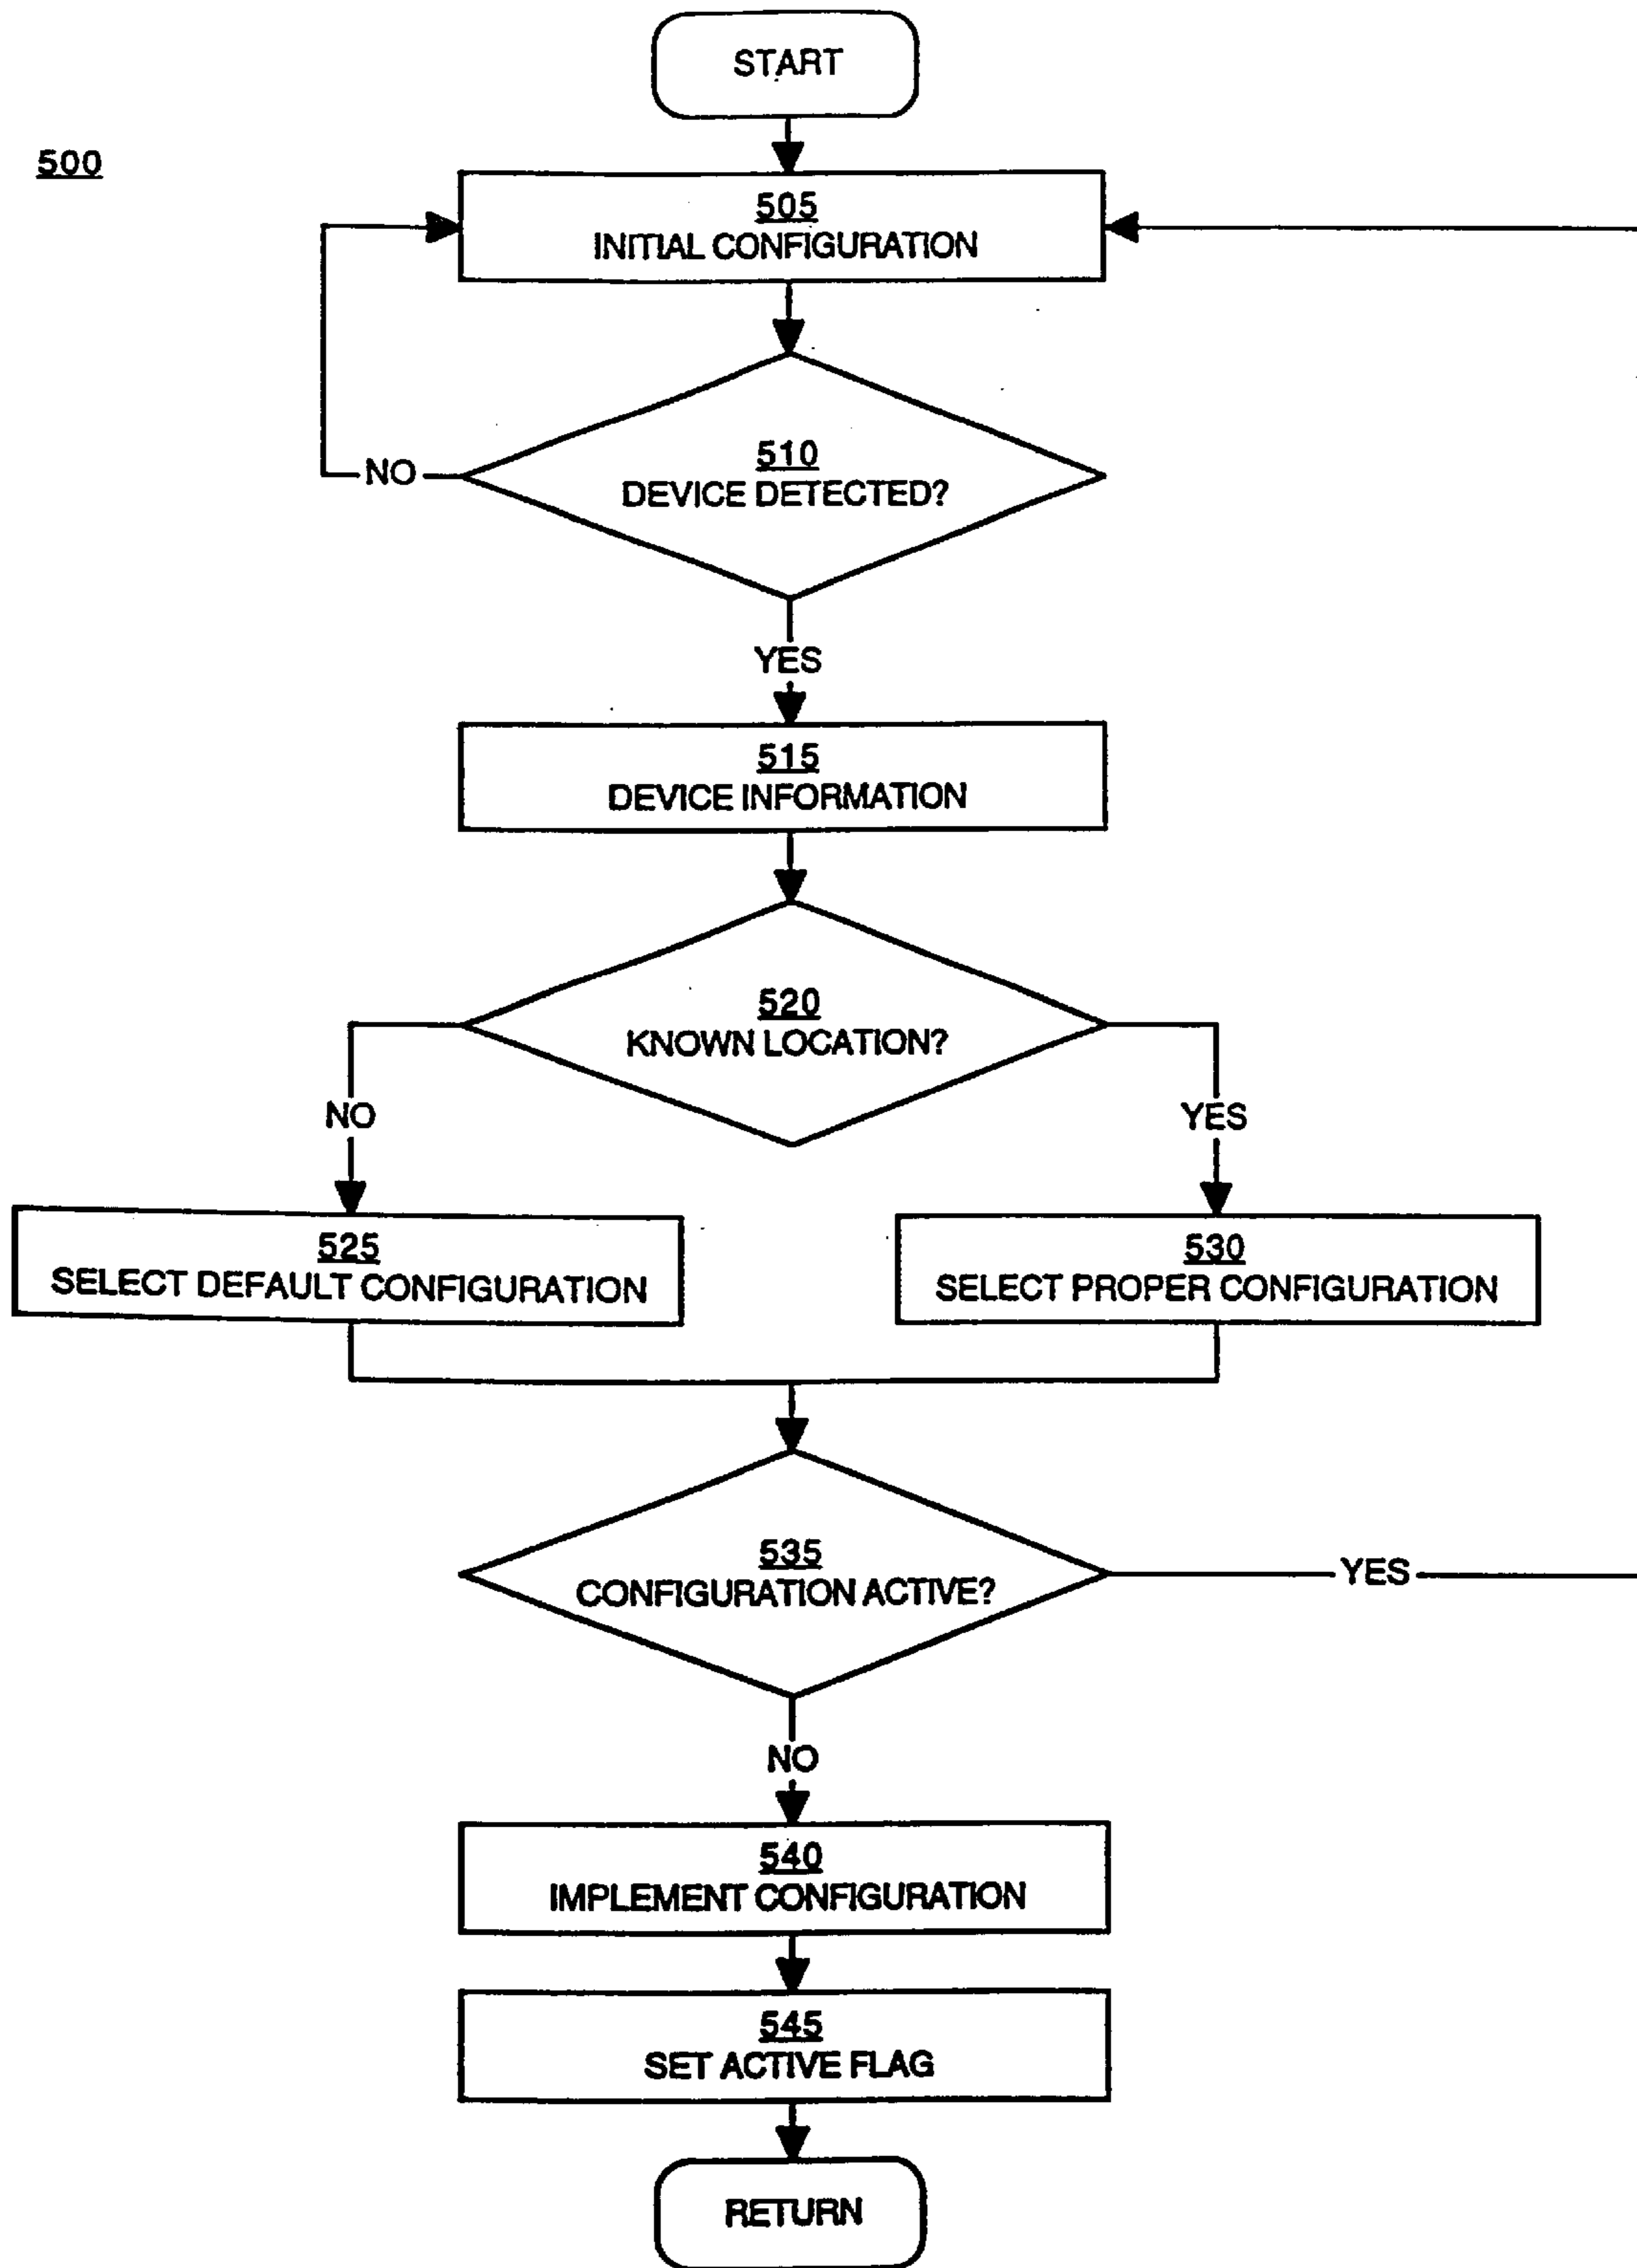 START
500
505
INITIAL CONFIGURATION
510
DEVICE DETECTED?
NO
YES
515
DEVICE INFORMATION
520
KNOWN LOCATION?
NO
YES
525
SELECT DEFAULT CONFIGURATION
530
SELECT PROPER CONFIGURATION
535
CONFIGURATION ACTIVE?
YES
NO
540
IMPLEMENT CONFIGURATION
545
SET ACTIVE FLAG
RETURN